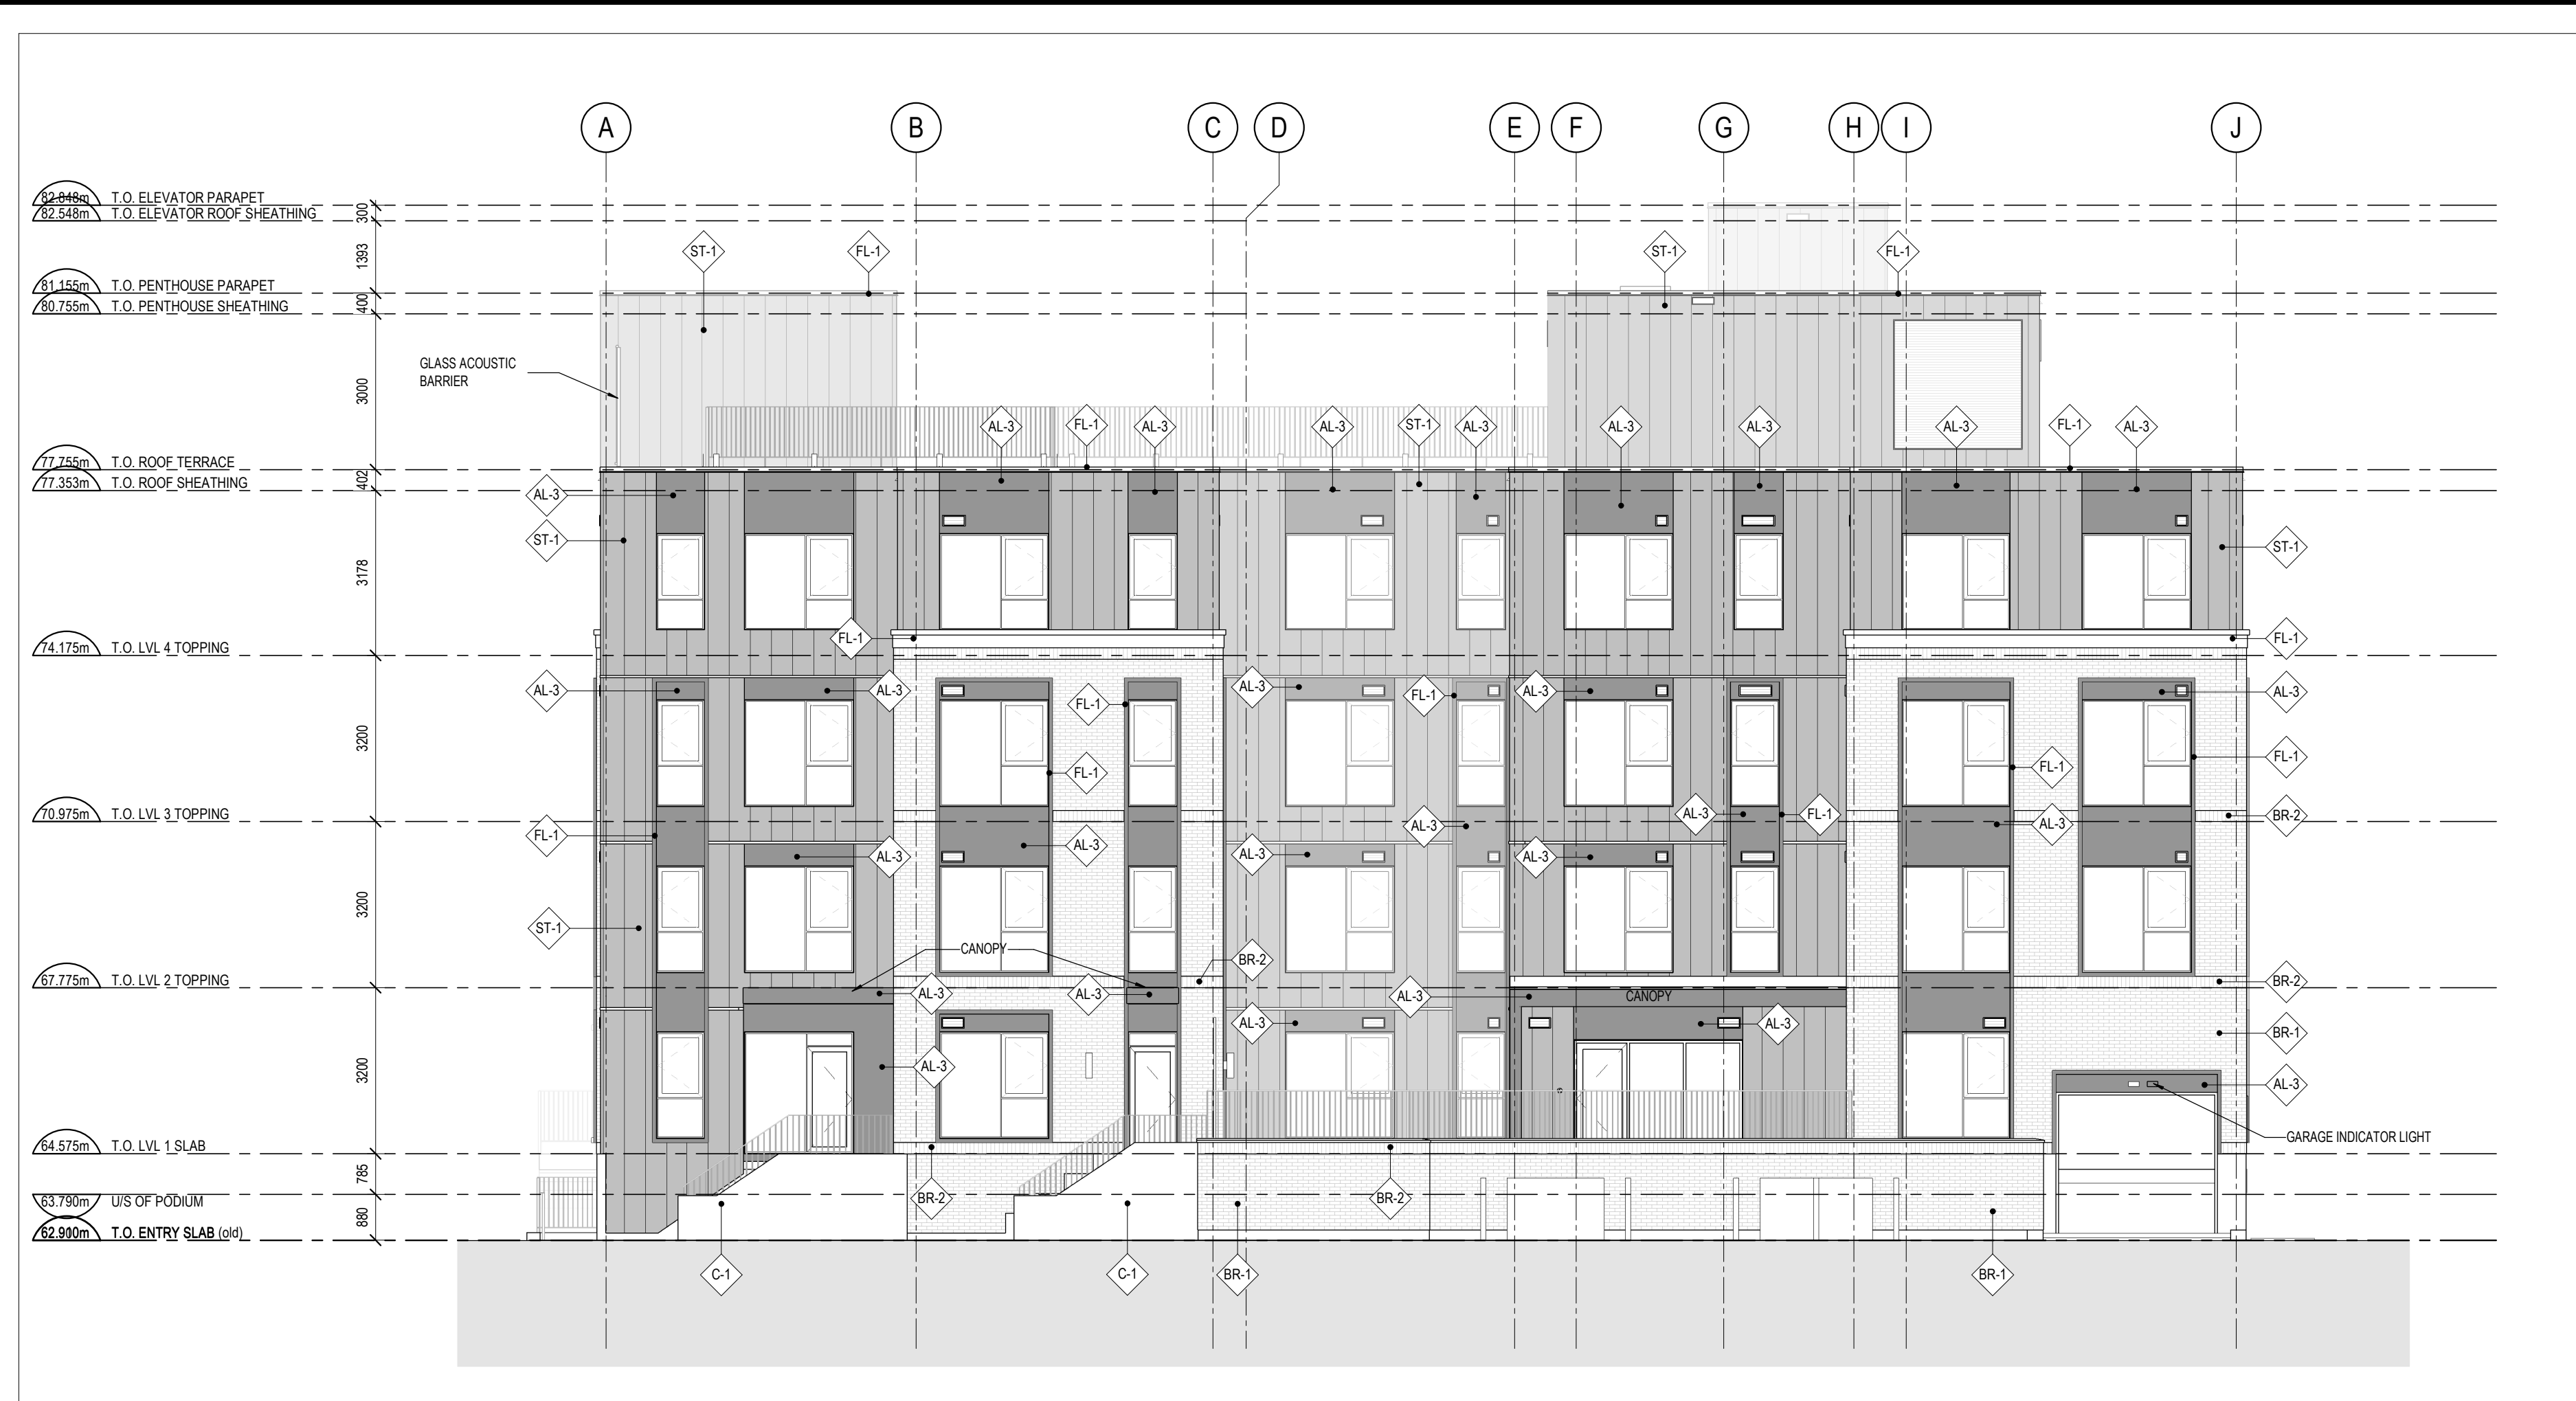 A B C D E F G H I J
82.848m T.O. ELEVATOR PARAPET
82.548m T.O. ELEVATOR ROOF SHEATHING
300
1393
ST-1 FL-1 ST-1 FL-1
81.155m T.O. PENTHOUSE PARAPET
80.755m T.O. PENTHOUSE SHEATHING
400
GLASS ACOUSTIC
BARRIER
3000
AL-3 FL-1 AL-3 AL-3 ST-1 AL-3 AL-3 AL-3 AL-3 FL-1 AL-3
77.755m T.O. ROOF TERRACE
77.353m T.O. ROOF SHEATHING
402
AL-3
ST-1 ST-1
3178
FL-1 FL-1
74.175m T.O. LVL 4 TOPPING
AL-3 AL-3 FL-1 AL-3 FL-1 AL-3 AL-3
3200
FL-1 FL-1 FL-1
70.975m T.O. LVL 3 TOPPING
FL-1 AL-3 AL-3 FL-1 AL-3 BR-2
AL-3 AL-3 AL-3 AL-3
3200
ST-1
CANOPY
BR-2
67.775m T.O. LVL 2 TOPPING
AL-3 AL-3 AL-3 CANOPY BR-2
AL-3 AL-3 BR-1
3200
AL-3 AL-3
64.575m T.O. LVL 1 SLAB
GARAGE INDICATOR LIGHT
785
63.790m U/S OF PODIUM
BR-2 BR-2
880
T.O. ENTRY SLAB (old)
C-1 C-1 BR-1 BR-1